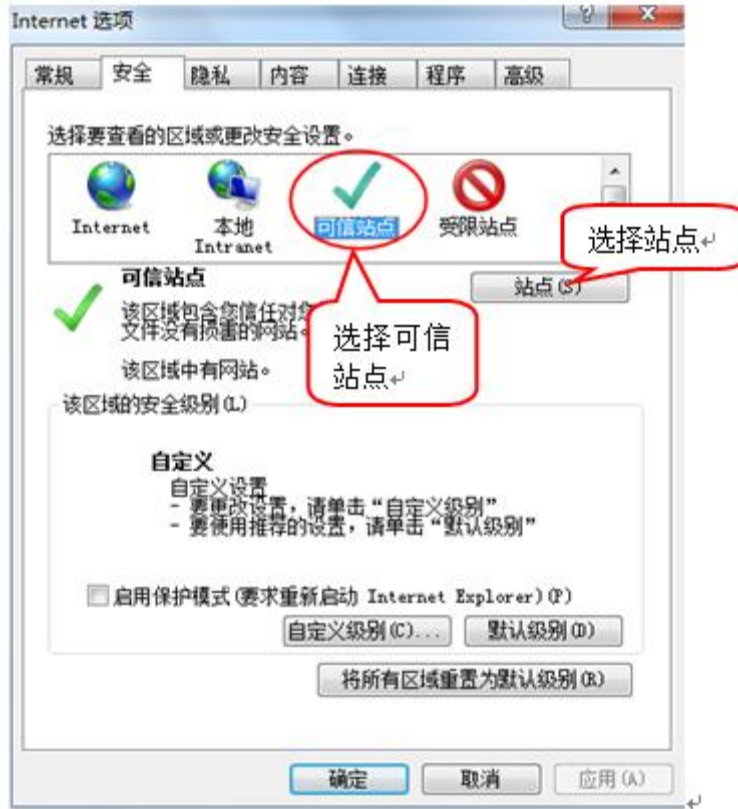 Internet 选项
常规 安全 隐私 内容 连接 程序 高级
选择要查看的区域或更改安全设置。
Internet
本地
Intranet
可信站点
受限站点
选择站点
可信站点
站点(S)
该区域包含您信任对您
文件没有损害的网站。
该区域中有网站。
选择可信
站点
该区域的安全级别(L)
自定义
自定义设置
- 要更改设置，请单击“自定义级别”
- 要使用推荐的设置，请单击“默认级别”
启用保护模式(要求重新启动 Internet Explorer)(P)
自定义级别(C)... 默认级别(D)
将所有区域重置为默认级别(R)
确定 取消 应用(A)